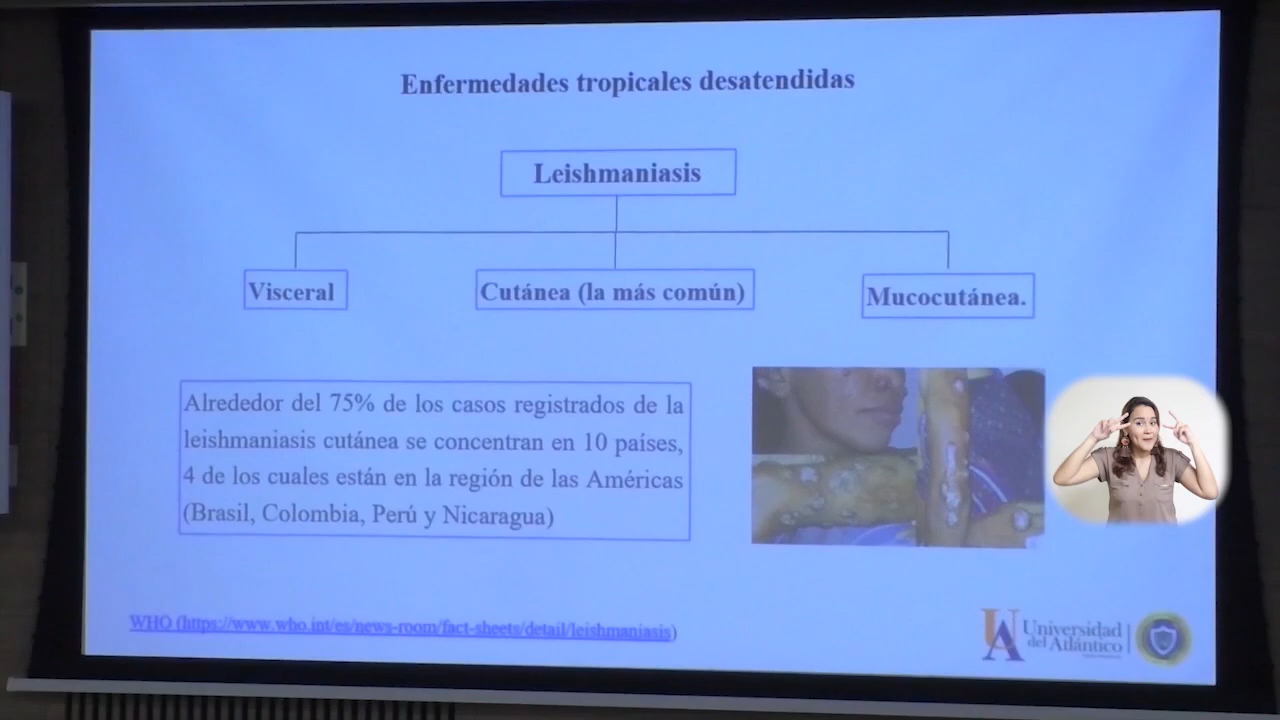 Enfermedades tropicales desatendidas
Leishmaniasis
Visceral
Cutánea (la más común)
Mucocutánea.
Alrededor del 75% de los casos registrados de la
leishmaniasis cutánea se concentran en 10 países,
4 de los cuales están en la región de las Américas
(Brasil, Colombia, Perú y Nicaragua)
WHO (https://www.who.int/es/news-room/fact-sheets/detail/leishmaniasis)
UA
Universidad
del Atlántico